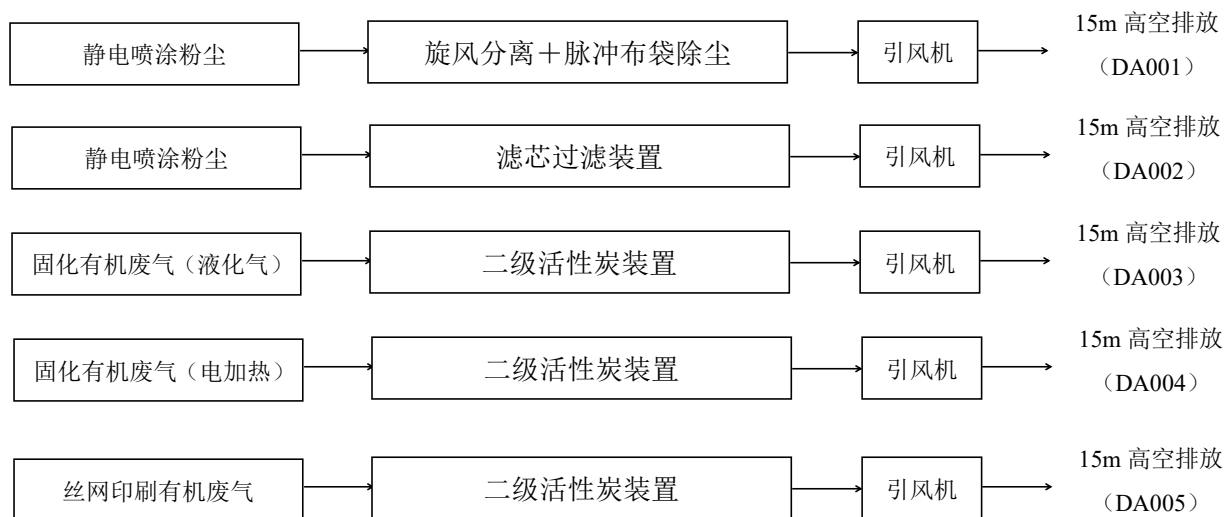 静电喷涂粉尘
旋风分离＋脉冲布袋除尘
引风机
15m 高空排放
（DA001）
静电喷涂粉尘
滤芯过滤装置
引风机
15m 高空排放
（DA002）
固化有机废气（液化气）
二级活性炭装置
引风机
15m 高空排放
（DA003）
固化有机废气（电加热）
二级活性炭装置
引风机
15m 高空排放
（DA004）
丝网印刷有机废气
二级活性炭装置
引风机
15m 高空排放
（DA005）